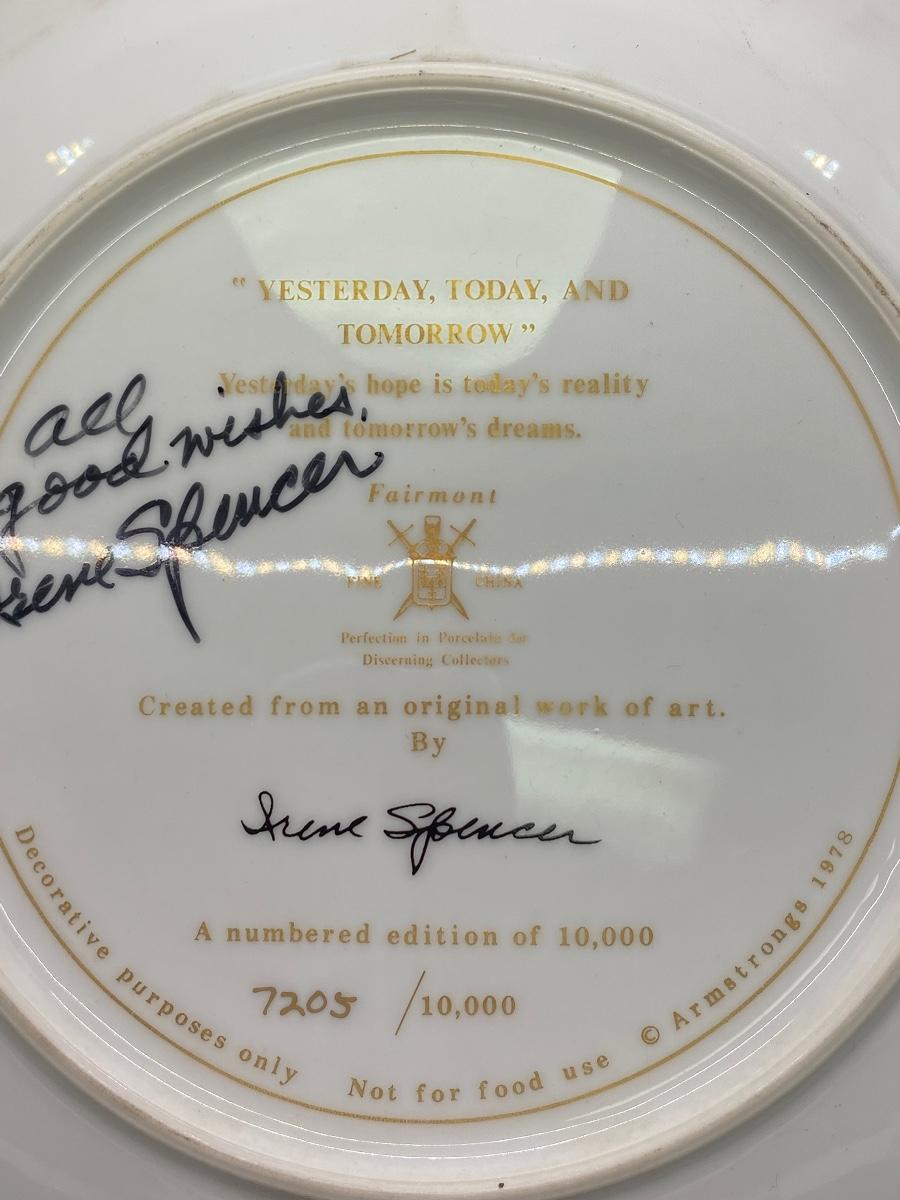 “ YESTERDAY, TODAY, AND
TOMORROW ”
Yesterday's hope is today's reality
and tomorrow's dreams.
all
good wishes,
Irene Spencer
Fairmont
FINE CHINA
Perfection in Porcelain for
Discerning Collectors
Created from an original work of art.
By
Irene Spencer
A numbered edition of 10,000
7205 /10,000
Decorative purposes only Not for food use © Armstrongs 1978